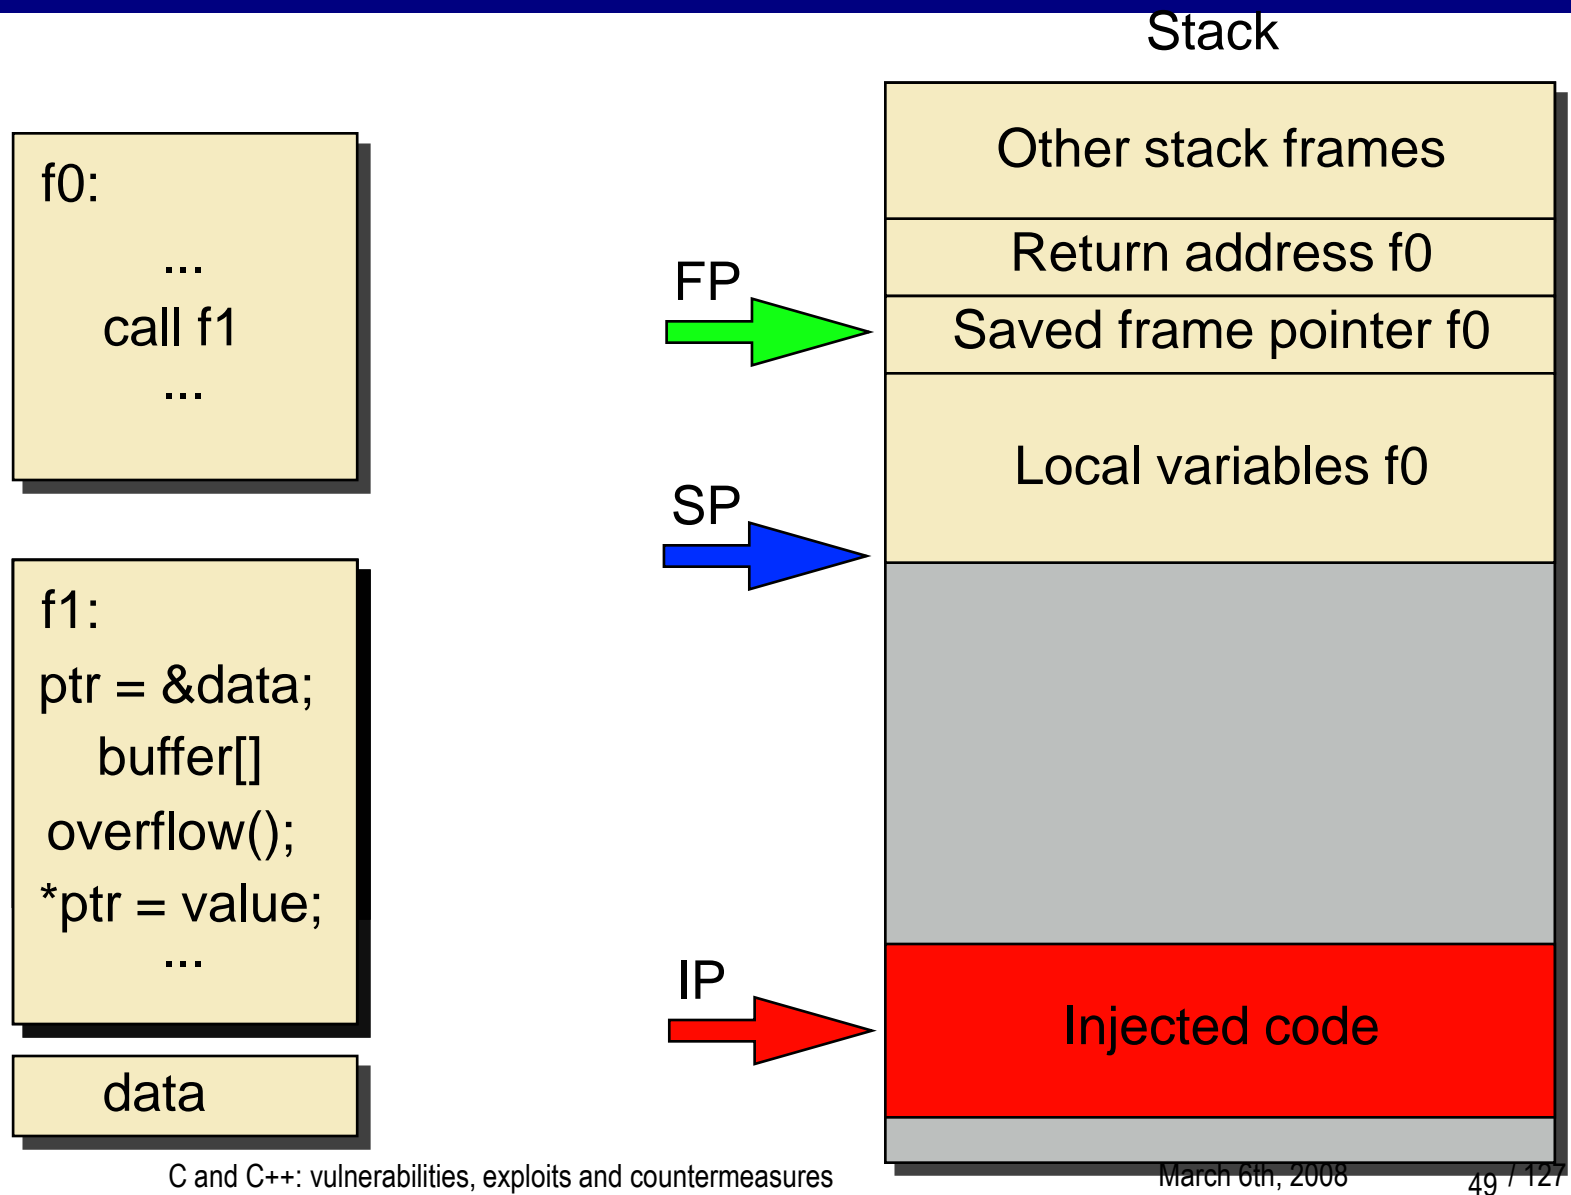 Stack
f0:
...
call f1
...
f1:
ptr = &data;
buffer[]
overflow();
*ptr = value;
...
data
FP
SP
IP
Other stack frames
Return address f0
Saved frame pointer f0
Local variables f0
Injected code
C and C++: vulnerabilities, exploits and countermeasures
March 6th, 2008
49 / 127